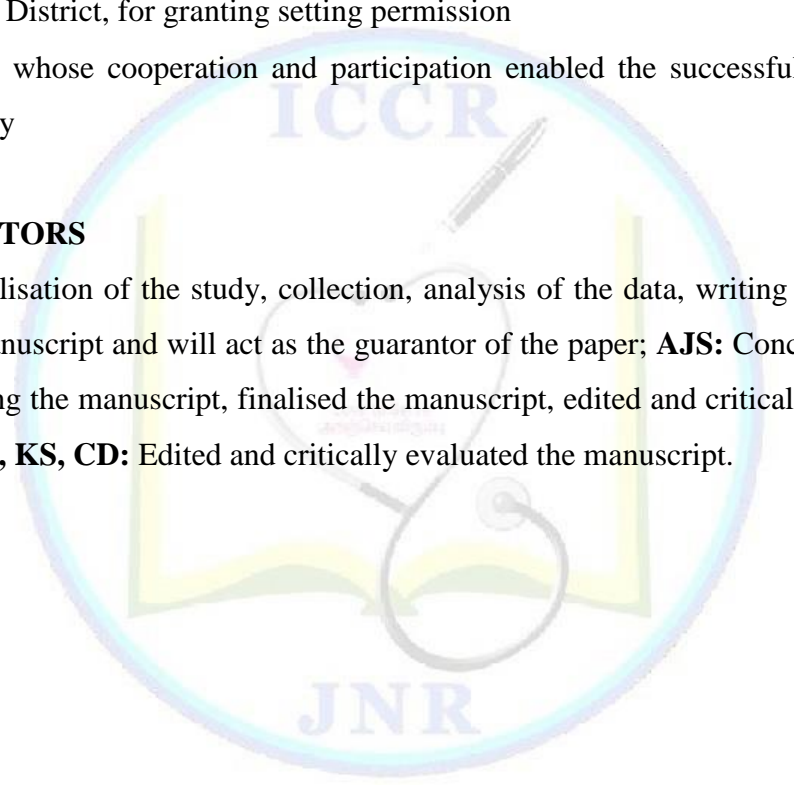 District, for granting setting permission
whose cooperation and participation enabled the successful
y
ICCR
TORS
lisation of the study, collection, analysis of the data, writing
nuscript and will act as the guarantor of the paper; AJS: Conc
ng the manuscript, finalised the manuscript, edited and critical
, KS, CD: Edited and critically evaluated the manuscript.
JNR